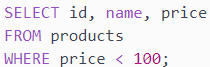 SELECT id, name, price
FROM products
WHERE price < 100;